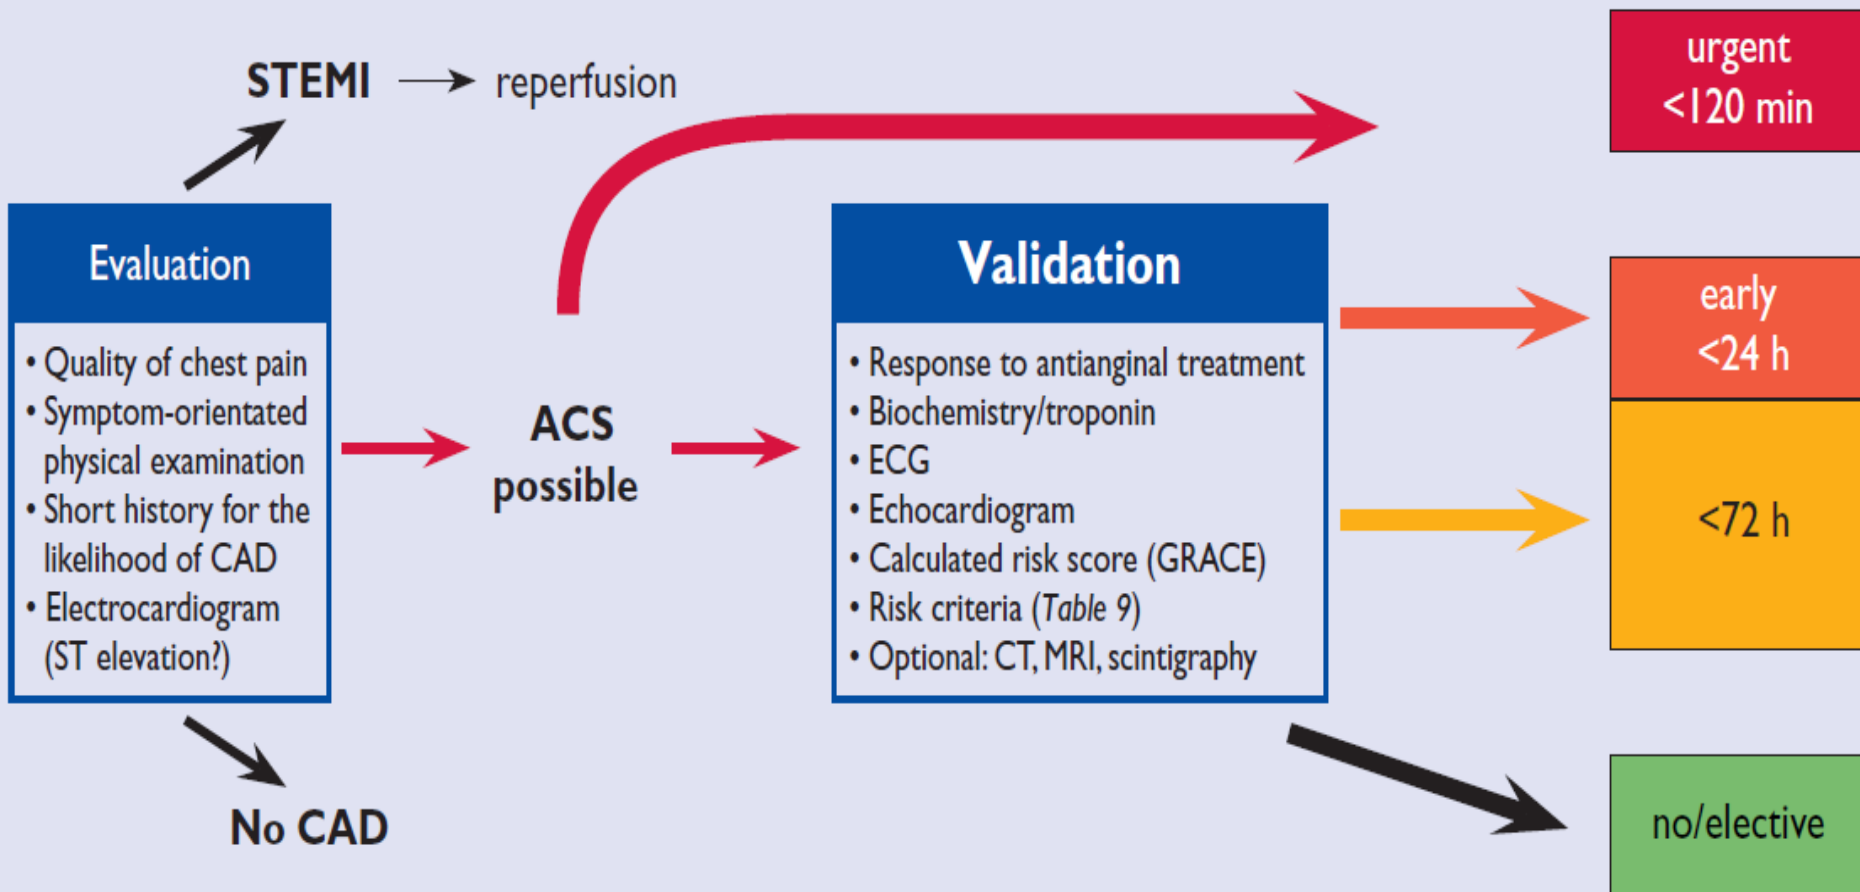 STEMI
reperfusion
urgent
<120 min
Evaluation
• Quality of chest pain
• Symptom-orientated
physical examination
• Short history for the
likelihood of CAD
• Electrocardiogram
(ST elevation?)
ACS
possible
Validation
• Response to antianginal treatment
• Biochemistry/troponin
• ECG
• Echocardiogram
• Calculated risk score (GRACE)
• Risk criteria (Table 9)
• Optional: CT, MRI, scintigraphy
early
<24 h
<72 h
No CAD
no/elective